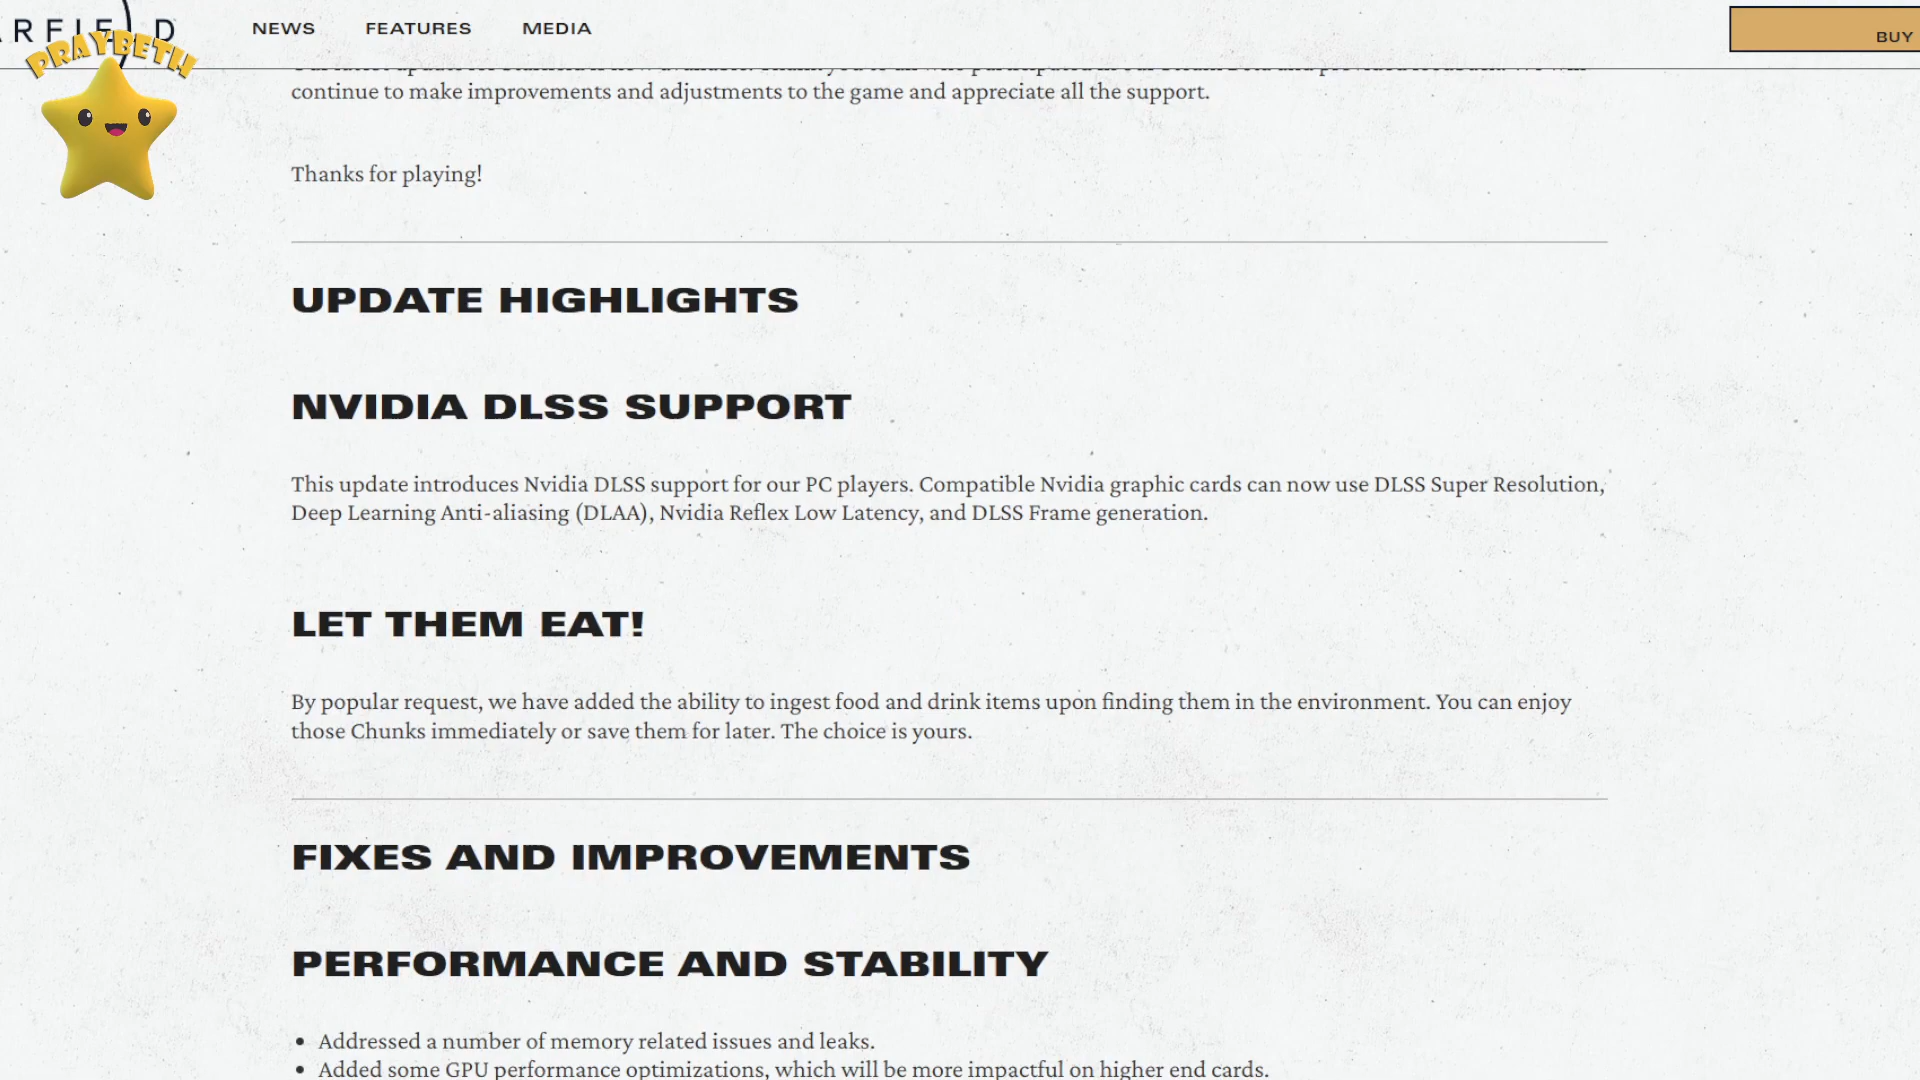 RFIELD
NEWS
FEATURES
MEDIA
BUY
PRAYBETH
continue to make improvements and adjustments to the game and appreciate all the support.
Thanks for playing!
UPDATE HIGHLIGHTS
NVIDIA DLSS SUPPORT
This update introduces Nvidia DLSS support for our PC players. Compatible Nvidia graphic cards can now use DLSS Super Resolution,
Deep Learning Anti-aliasing (DLAA), Nvidia Reflex Low Latency, and DLSS Frame generation.
LET THEM EAT!
By popular request, we have added the ability to ingest food and drink items upon finding them in the environment. You can enjoy
those Chunks immediately or save them for later. The choice is yours.
FIXES AND IMPROVEMENTS
PERFORMANCE AND STABILITY
• Addressed a number of memory related issues and leaks.
• Added some GPU performance optimizations, which will be more impactful on higher end cards.